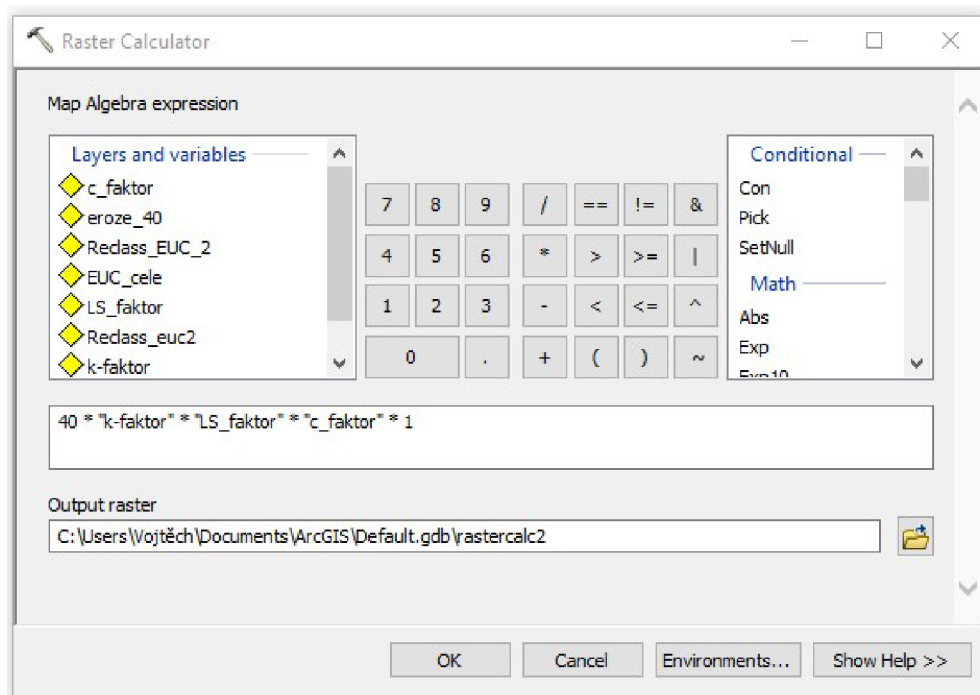 Raster Calculator
Map Algebra expression
Layers and variables
c_faktor
eroze_40
Reclass_EUC_2
EUC_cele
LS_faktor
Reclass_euc2
k-faktor
7 8 9 / == != &
4 5 6 * > >= |
1 2 3 - < <= ^
0 . + ( ) ~
Conditional
Con
Pick
SetNull
Math
Abs
Exp
Exp10
40 * "k-faktor" * "LS_faktor" * "c_faktor" * 1
Output raster
C:\Users\Vojtěch\Documents\ArcGIS\Default.gdb\rastercalc2
OK Cancel Environments... Show Help >>